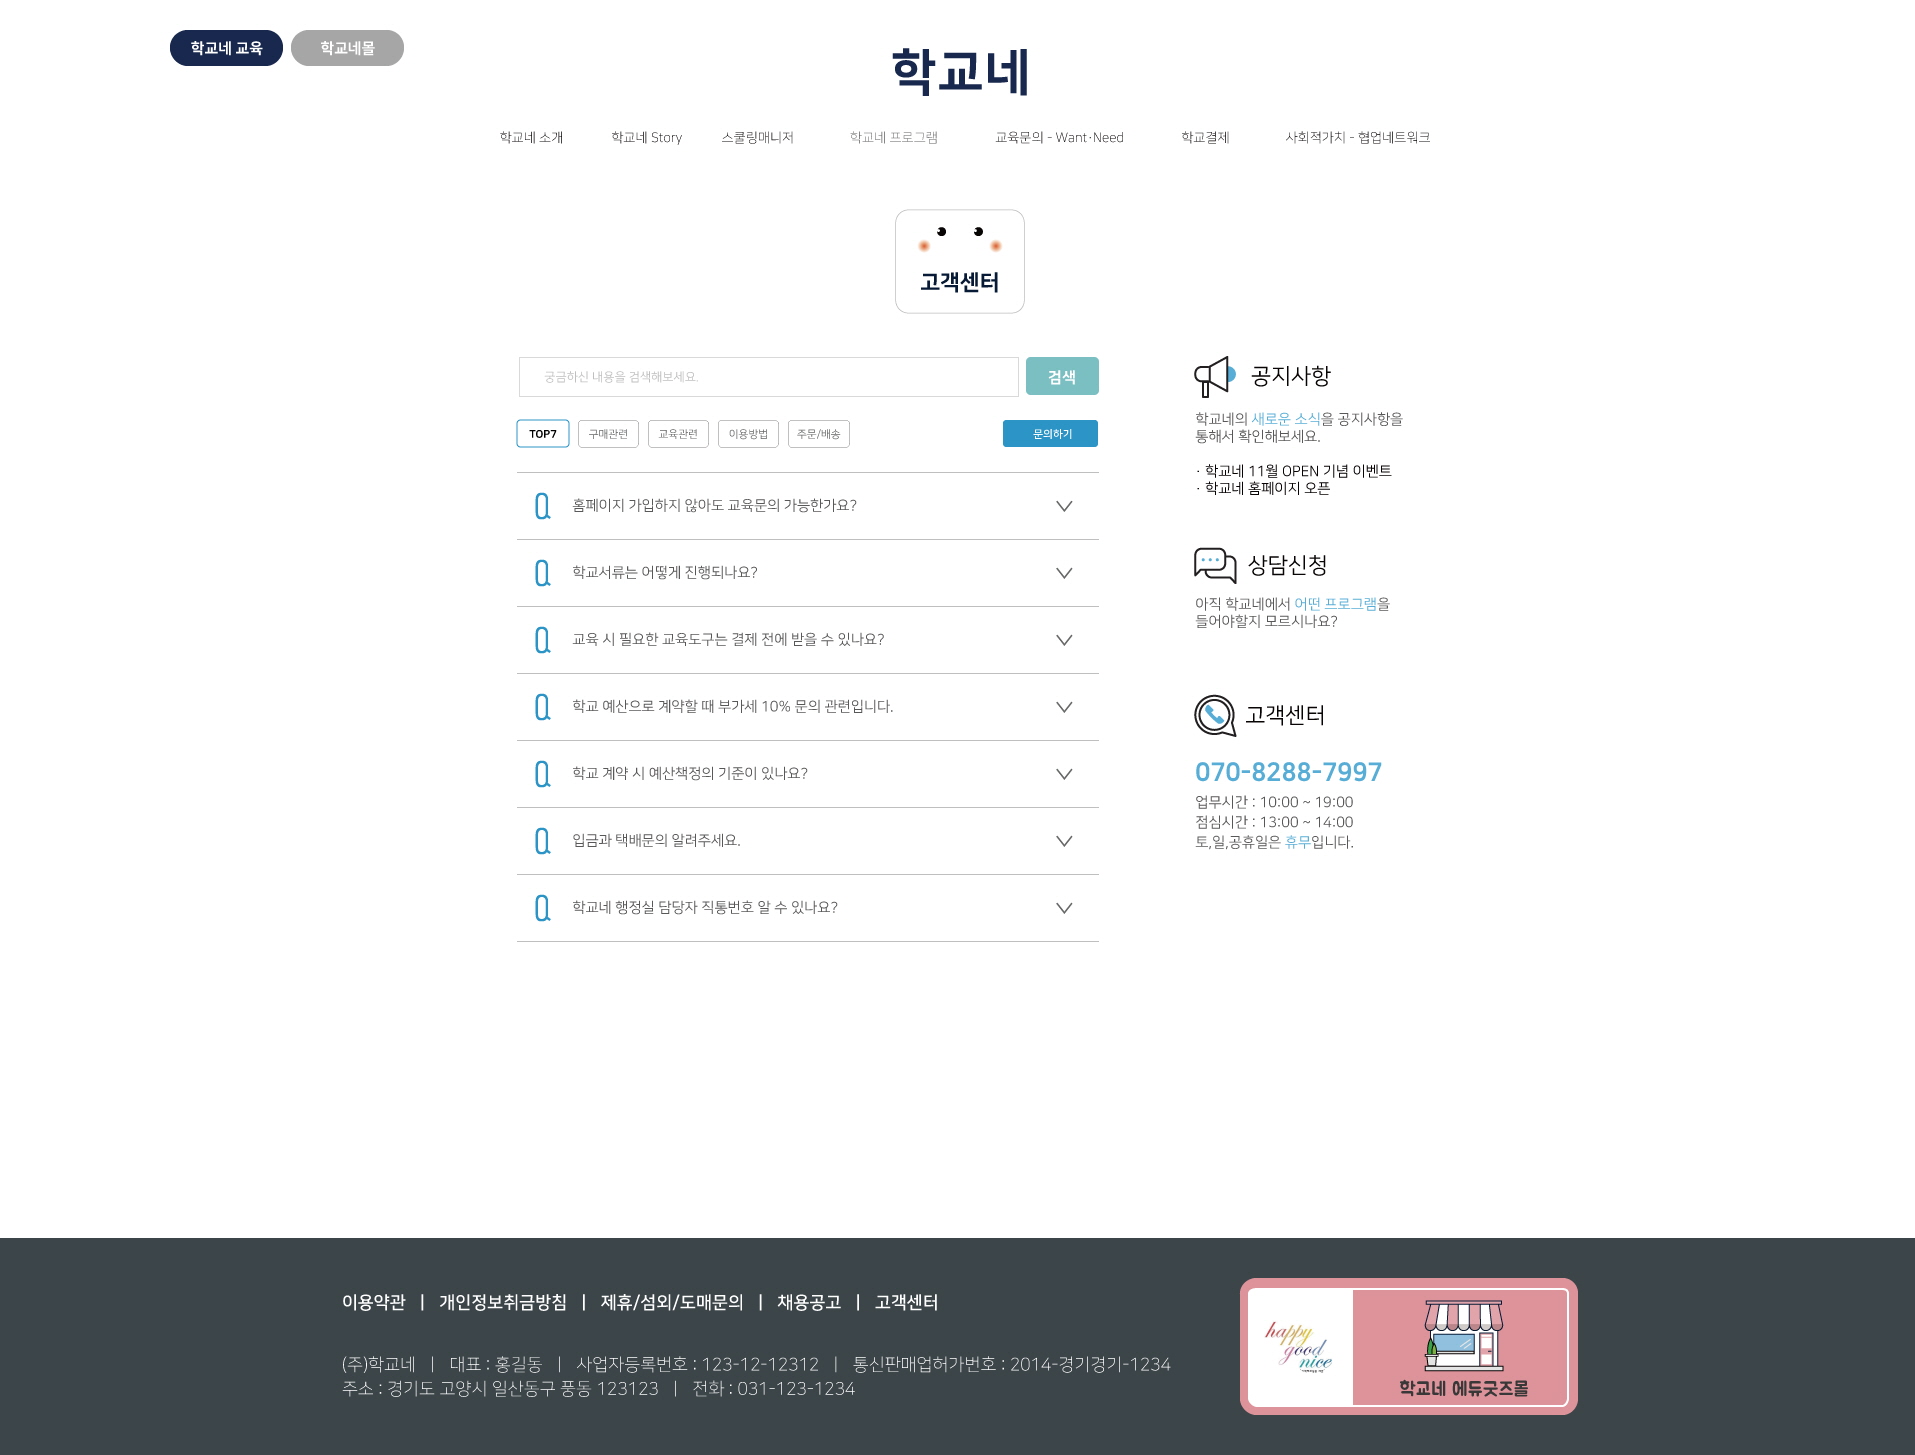 학교네 교육
학교네몰
학교네
학교네 소개
학교네 Story
스쿨링매니저
학교네 프로그램
교육문의 - Want·Need
학교결제
사회적가치 - 협업네트워크
고객센터
궁금하신 내용을 검색해보세요.
검색
TOP7
구매관련
교육관련
이용방법
주문/배송
문의하기
Q 홈페이지 가입하지 않아도 교육문의 가능한가요?
Q 학교서류는 어떻게 진행되나요?
Q 교육 시 필요한 교육도구는 결제 전에 받을 수 있나요?
Q 학교 예산으로 계약할 때 부가세 10% 문의 관련입니다.
Q 학교 계약 시 예산책정의 기준이 있나요?
Q 입금과 택배문의 알려주세요.
Q 학교네 행정실 담당자 직통번호 알 수 있나요?
공지사항
학교네의 새로운 소식을 공지사항을
통해서 확인해보세요.
· 학교네 11월 OPEN 기념 이벤트
· 학교네 홈페이지 오픈
상담신청
아직 학교네에서 어떤 프로그램을
들어야할지 모르시나요?
고객센터
070-8288-7997
업무시간 : 10:00 ~ 19:00
점심시간 : 13:00 ~ 14:00
토,일,공휴일은 휴무입니다.
이용약관 | 개인정보취급방침 | 제휴/섬외/도매문의 | 채용공고 | 고객센터
(주)학교네 | 대표 : 홍길동 | 사업자등록번호 : 123-12-12312 | 통신판매업허가번호 : 2014-경기경기-1234
주소 : 경기도 고양시 일산동구 풍동 123123 | 전화 : 031-123-1234
happy
good
nice
학교네 에듀굿즈몰